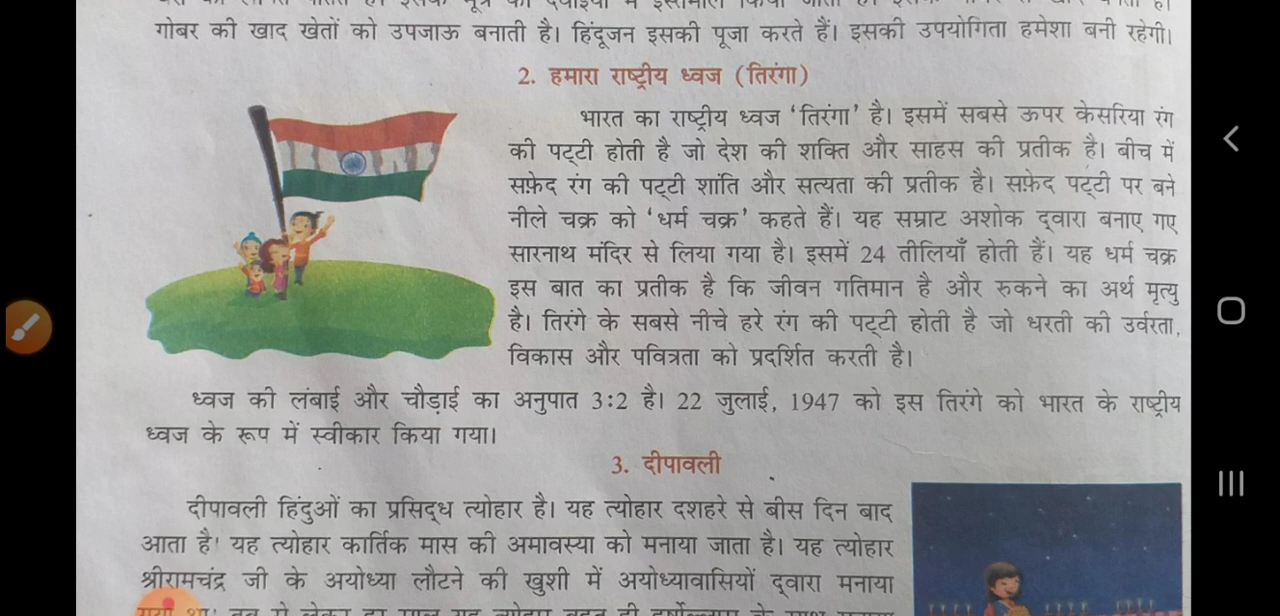 गोबर की खाद खेतों को उपजाऊ बनाती है। हिंदूजन इसकी पूजा करते हैं। इसकी उपयोगिता हमेशा बनी रहेगी।
2. हमारा राष्ट्रीय ध्वज (तिरंगा)
भारत का राष्ट्रीय ध्वज ‘तिरंगा’ है। इसमें सबसे ऊपर केसरिया रंग
की पट्टी होती है जो देश की शक्ति और साहस की प्रतीक है। बीच में
सफ़ेद रंग की पट्टी शांति और सत्यता की प्रतीक है। सफ़ेद पट्टी पर बने
नीले चक्र को ‘धर्म चक्र’ कहते हैं। यह सम्राट अशोक द्वारा बनाए गए
सारनाथ मंदिर से लिया गया है। इसमें 24 तीलियाँ होती हैं। यह धर्म चक्र
इस बात का प्रतीक है कि जीवन गतिमान है और रुकने का अर्थ मृत्यु
है। तिरंगे के सबसे नीचे हरे रंग की पट्टी होती है जो धरती की उर्वरता,
विकास और पवित्रता को प्रदर्शित करती है।
ध्वज की लंबाई और चौड़ाई का अनुपात 3:2 है। 22 जुलाई, 1947 को इस तिरंगे को भारत के राष्ट्रीय
ध्वज के रूप में स्वीकार किया गया।
3. दीपावली
दीपावली हिंदुओं का प्रसिद्ध त्योहार है। यह त्योहार दशहरे से बीस दिन बाद
आता है। यह त्योहार कार्तिक मास की अमावस्या को मनाया जाता है। यह त्योहार
श्रीरामचंद्र जी के अयोध्या लौटने की खुशी में अयोध्यावासियों द्वारा मनाया